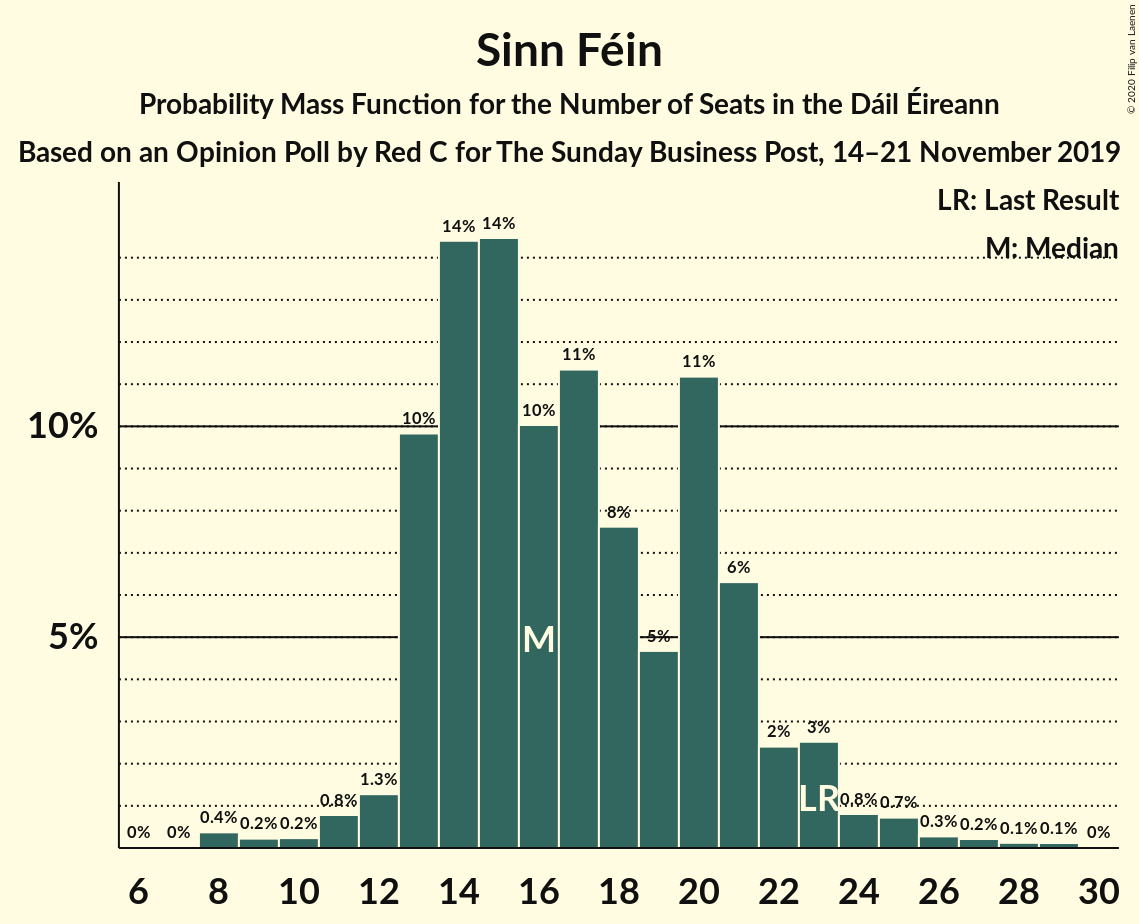 Sinn Féin
Probability Mass Function for the Number of Seats in the Dáil Éireann
Based on an Opinion Poll by Red C for The Sunday Business Post, 14–21 November 2019
© 2020 Filip van Laenen
LR: Last Result
M: Median
10%
5%
0% 0% 0.4% 0.2% 0.2% 0.8% 1.3% 10% 14% 14% 10% 11% 8% 5% 11% 6% 2% 3% 0.8% 0.7% 0.3% 0.2% 0.1% 0.1% 0%
M
LR
6 8 10 12 14 16 18 20 22 24 26 28 30